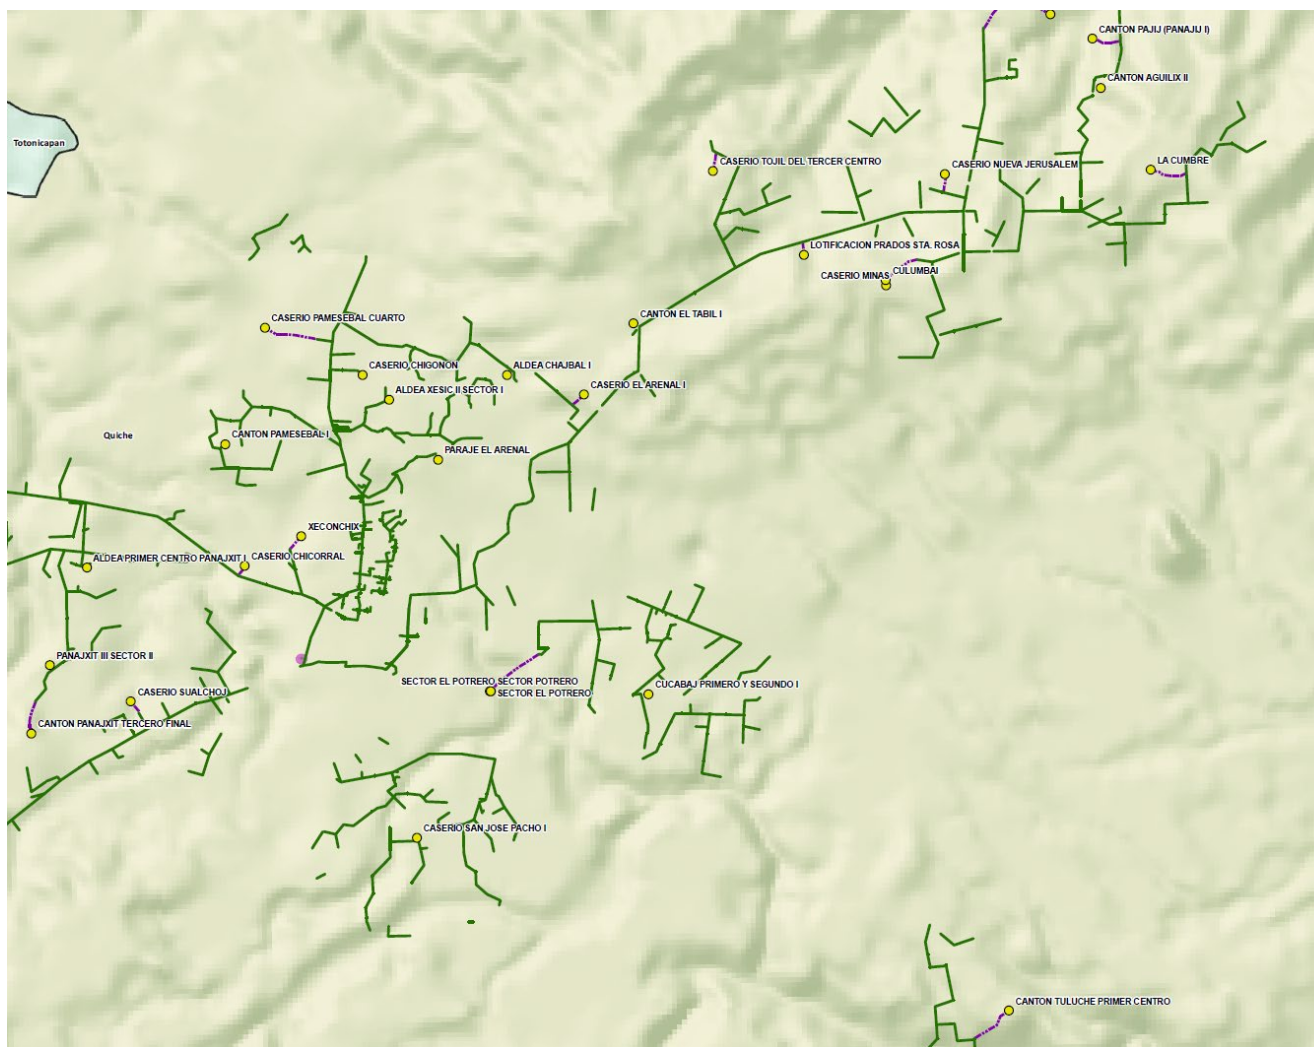 CANTON PAJIJ (PANAJIJ I)
CANTON AGUILIX II
Totonicapan
CASERIO TOJIL DEL TERCER CENTRO
CASERIO NUEVA JERUSALEM
LA CUMBRE
LOTIFICACION PRADOS STA. ROSA
CASERIO MINAS
CULUMBAI
CASERIO PAMESEBAL CUARTO
CANTON EL TABIL I
CASERIO CHIGONON
ALDEA CHAJBAL I
ALDEA XESIC II SECTOR I
CASERIO EL ARENAL I
Quiche
CANTON PAMESEBAL I
PARAJE EL ARENAL
XECONCHIX
ALDEA PRIMER CENTRO PANAJXIT I
CASERIO CHICORRAL
PANAJXIT III SECTOR II
SECTOR EL POTRERO, SECTOR POTRERO
SECTOR EL POTRERO
CUCABAJ PRIMERO Y SEGUNDO I
CASERIO SUALCHOJ
CANTON PANAJXIT TERCERO FINAL
CASERIO SAN JOSE PACHO I
CANTON TULUCHE PRIMER CENTRO